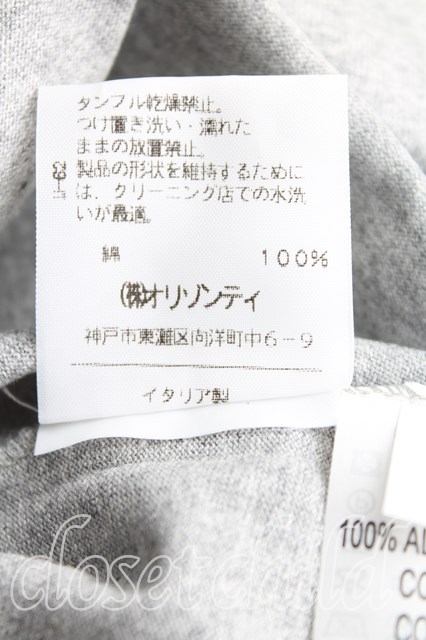 タンブル乾燥禁止。
つけ置き洗い・濡れた
ままの放置禁止。
製品の形状を維持するために
は、クリーニング店での水洗
いが最適。
綿 100%
㈱オリゾンティ
神戸市東灘区向洋町中6-9
イタリア製
100% AL
CO
CO
closet child